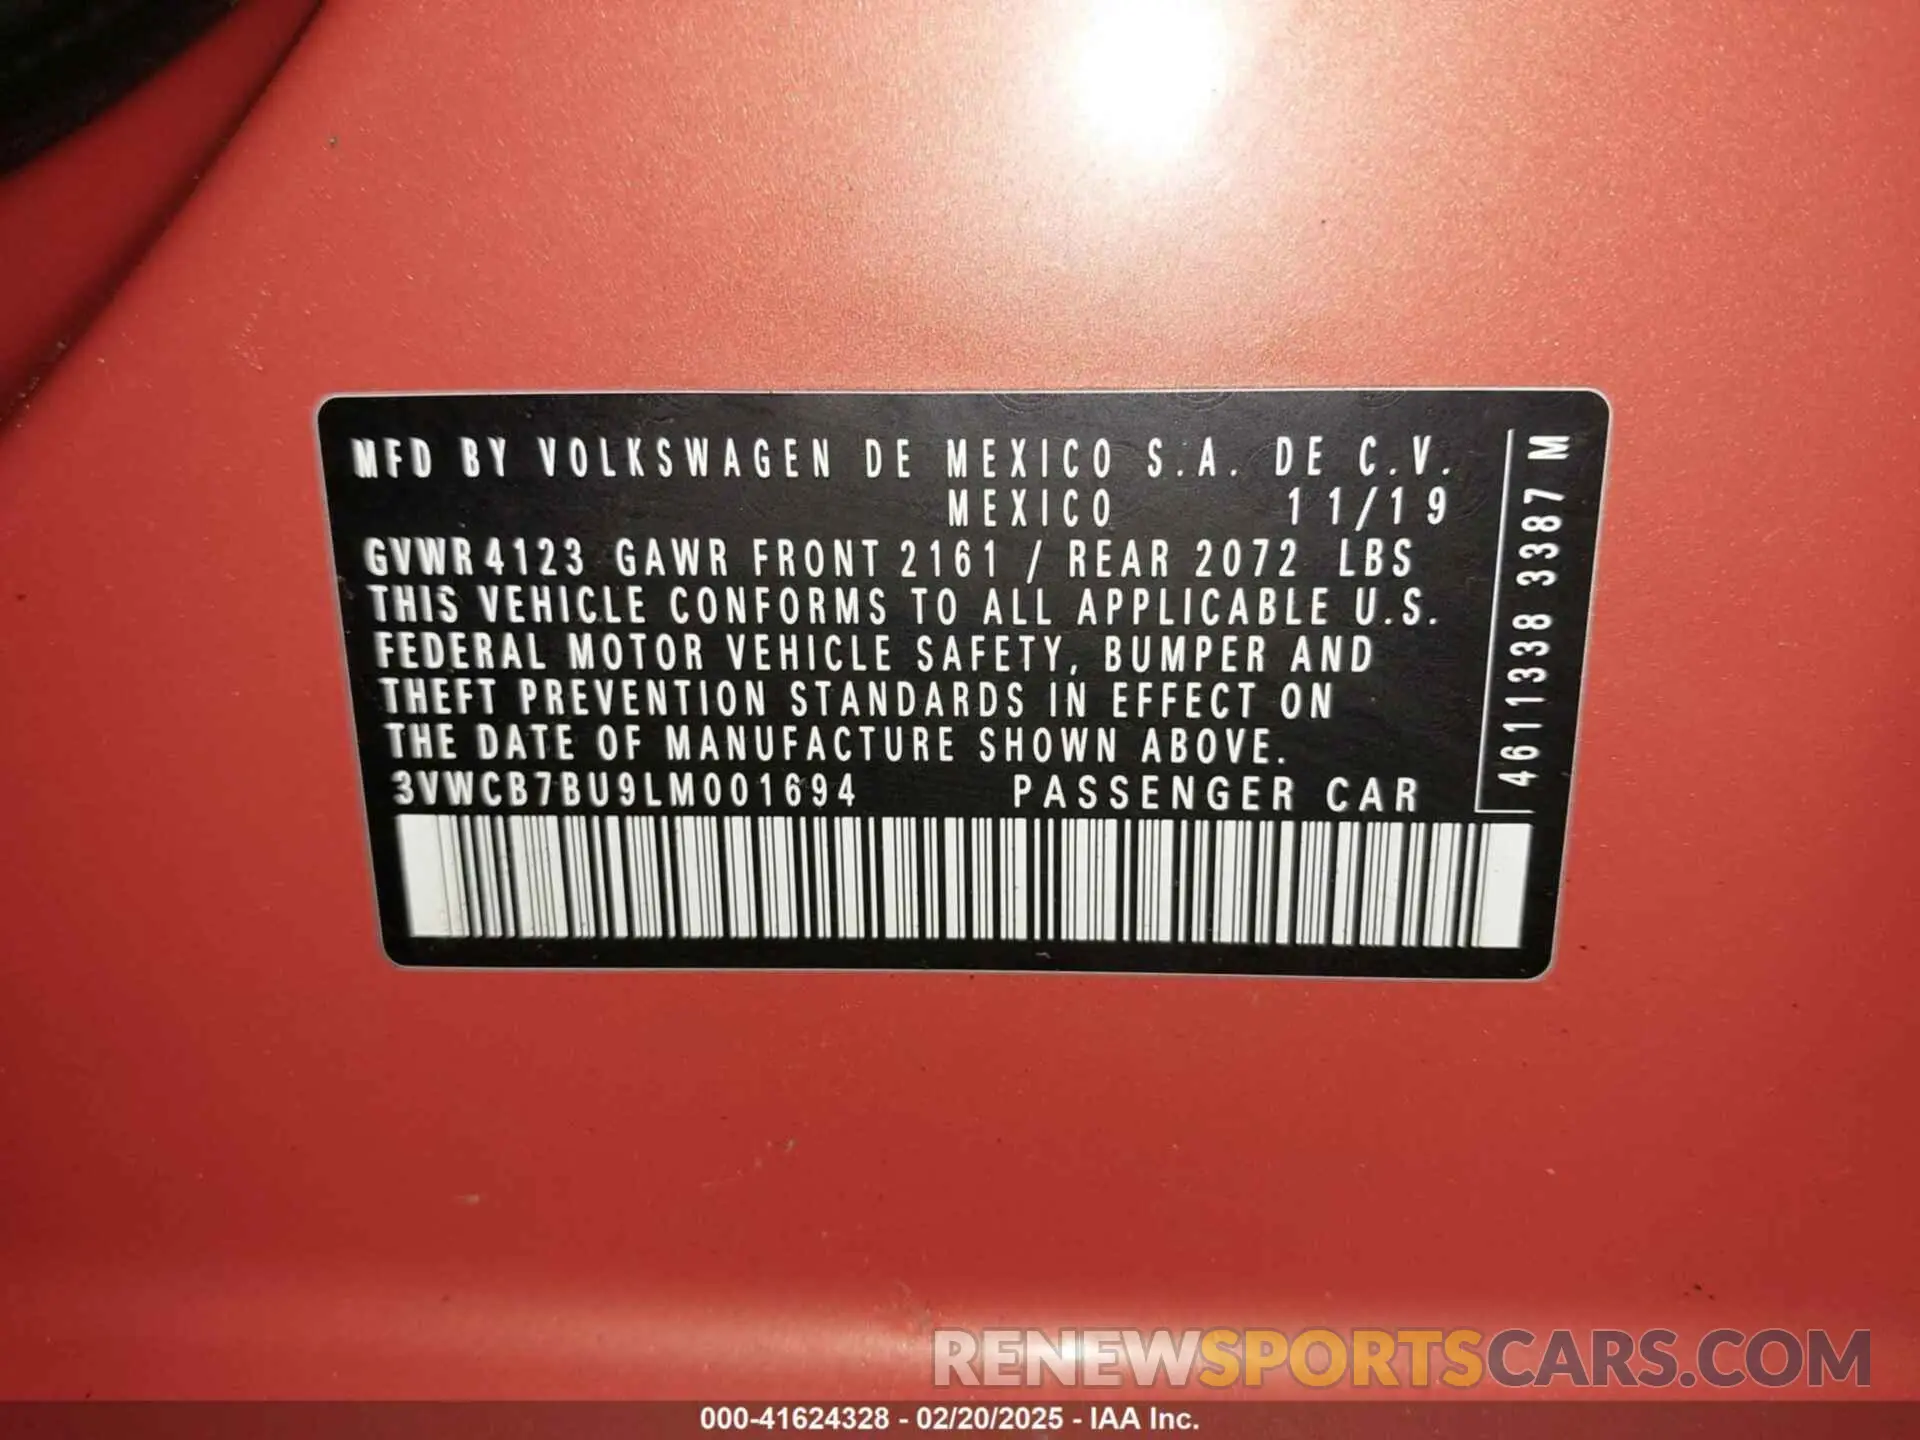 MFD BY VOLKSWAGEN DE MEXICO S.A. DE C.V.
MEXICO 11/19
GVWR 4123 GAWR FRONT 2161 / REAR 2072 LBS
THIS VEHICLE CONFORMS TO ALL APPLICABLE U.S.
FEDERAL MOTOR VEHICLE SAFETY, BUMPER AND
THEFT PREVENTION STANDARDS IN EFFECT ON
THE DATE OF MANUFACTURE SHOWN ABOVE.
3VWCB7BU9LM001694 PASSENGER CAR
4611338 3387 M
RENEWSPORTSCARS.COM
000-41624328 - 02/20/2025 - IAA Inc.